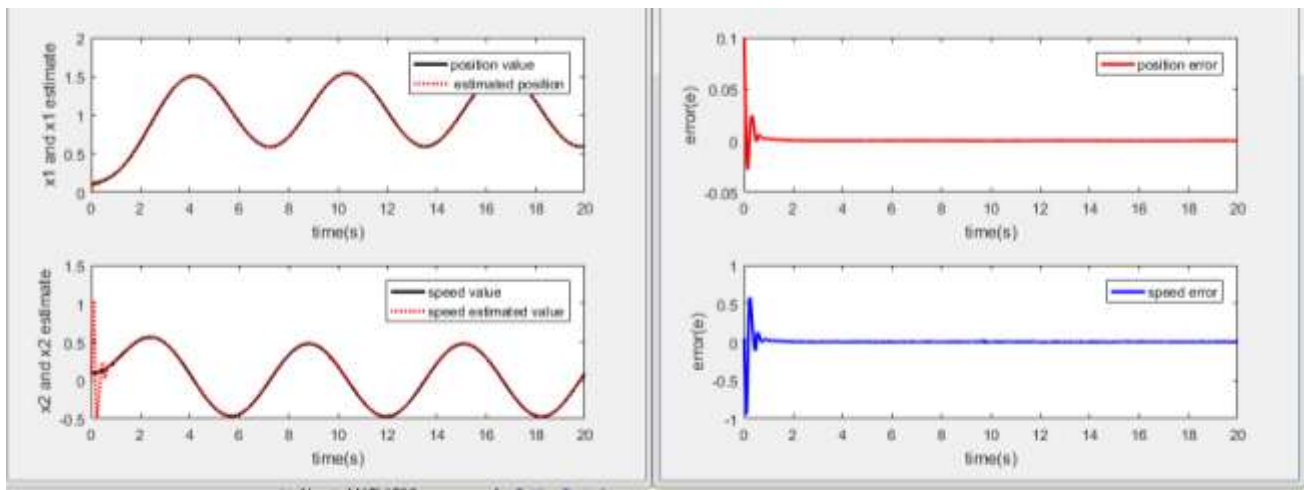 2
1.5
1
0.5
0
x1 and x1 estimate
position value
estimated position
0 2 4 6 8 10 12 14 16 18 20
time(s)
1.5
1
0.5
0
-0.5
x2 and x2 estimate
speed value
speed estimated value
0 2 4 6 8 10 12 14 16 18 20
time(s)
0.1
0.05
0
-0.05
error(e)
position error
0 2 4 6 8 10 12 14 16 18 20
time(s)
1
0.5
0
-0.5
-1
error(e)
speed error
0 2 4 6 8 10 12 14 16 18 20
time(s)